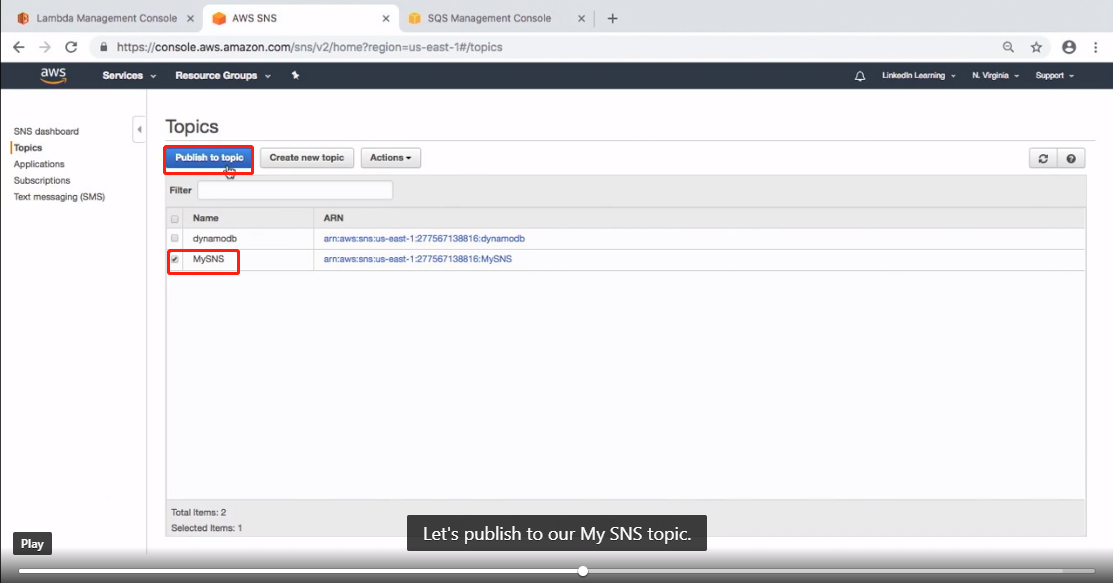 Lambda Management Console
AWS SNS
SQS Management Console
https://console.aws.amazon.com/sns/v2/home?region=us-east-1#/topics
aws Services Resource Groups LinkedIn Learning N. Virginia Support
SNS dashboard
Topics
Applications
Subscriptions
Text messaging (SMS)
Topics
Publish to topic Create new topic Actions
Filter
Name ARN
dynamodb arn:aws:sns:us-east-1:277567138816:dynamodb
MySNS arn:aws:sns:us-east-1:277567138816:MySNS
Total items: 2
Selected items: 1
Let's publish to our My SNS topic.
Play